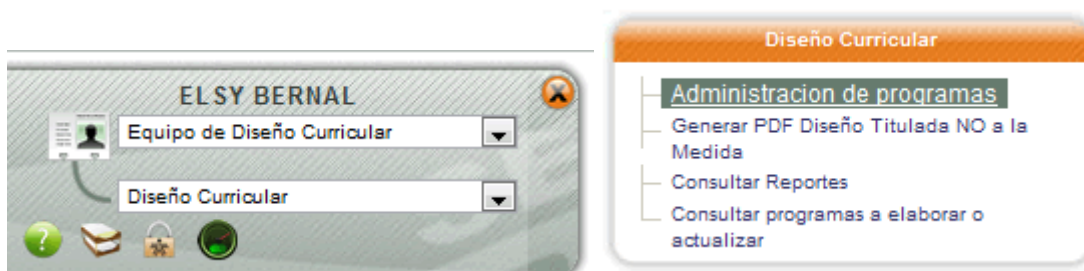 ELSY BERNAL
Equipo de Diseño Curricular
Diseño Curricular
?
Diseño Curricular
Administracion de programas
Generar PDF Diseño Titulada NO a la
Medida
Consultar Reportes
Consultar programas a elaborar o
actualizar